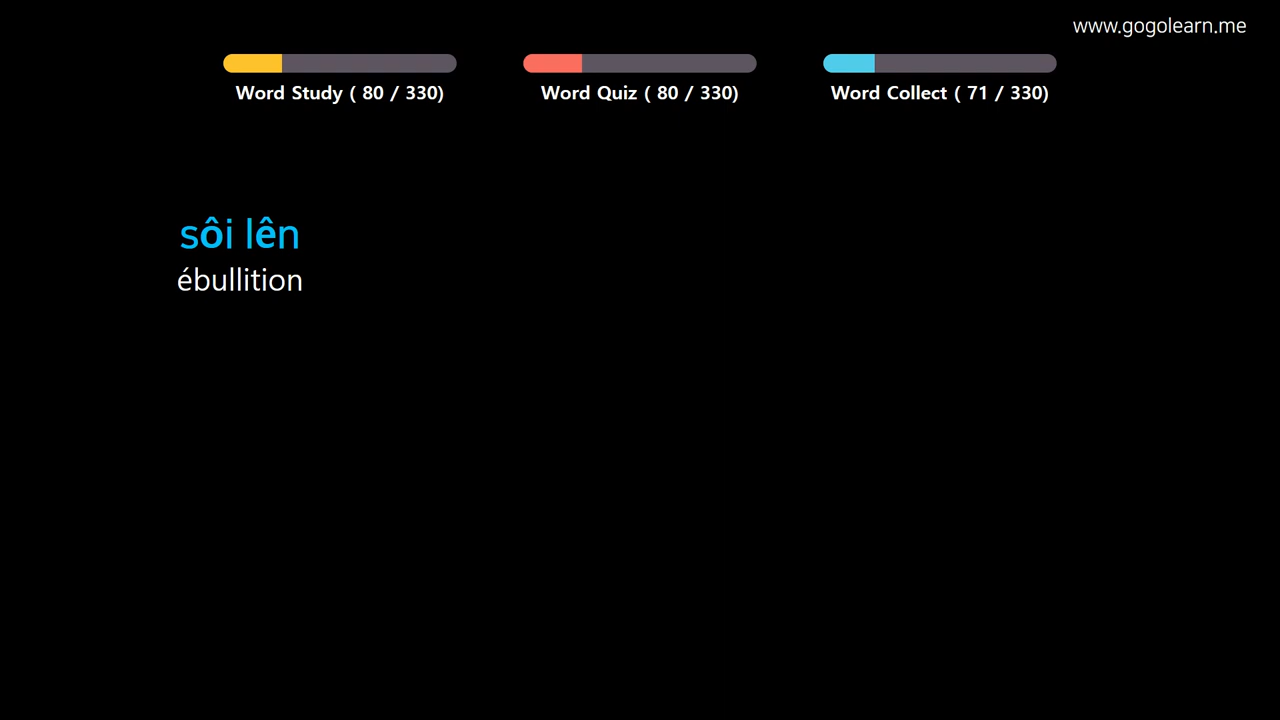 www.gogolearn.me
Word Study ( 80 / 330)
Word Quiz ( 80 / 330)
Word Collect ( 71 / 330)
sôi lên
ébullition